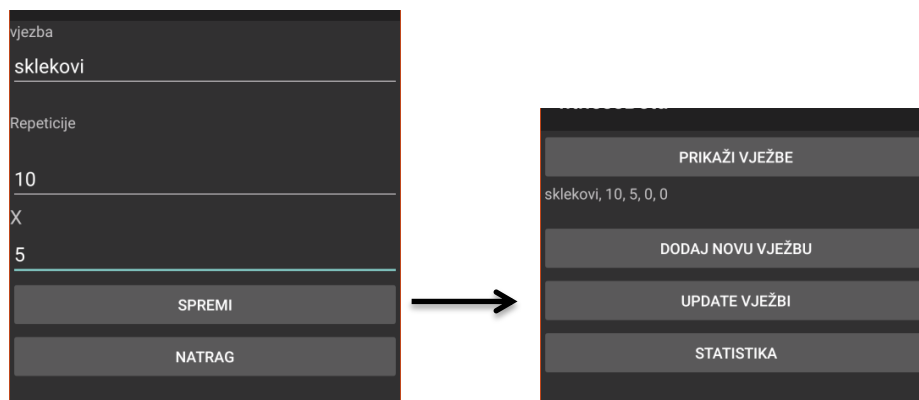 vjezba
sklekovi
Repeticije
10
X
5
SPREMI
NATRAG
PRIKAŽI VJEŽBE
sklekovi, 10, 5, 0, 0
DODAJ NOVU VJEŽBU
UPDATE VJEŽBI
STATISTIKA